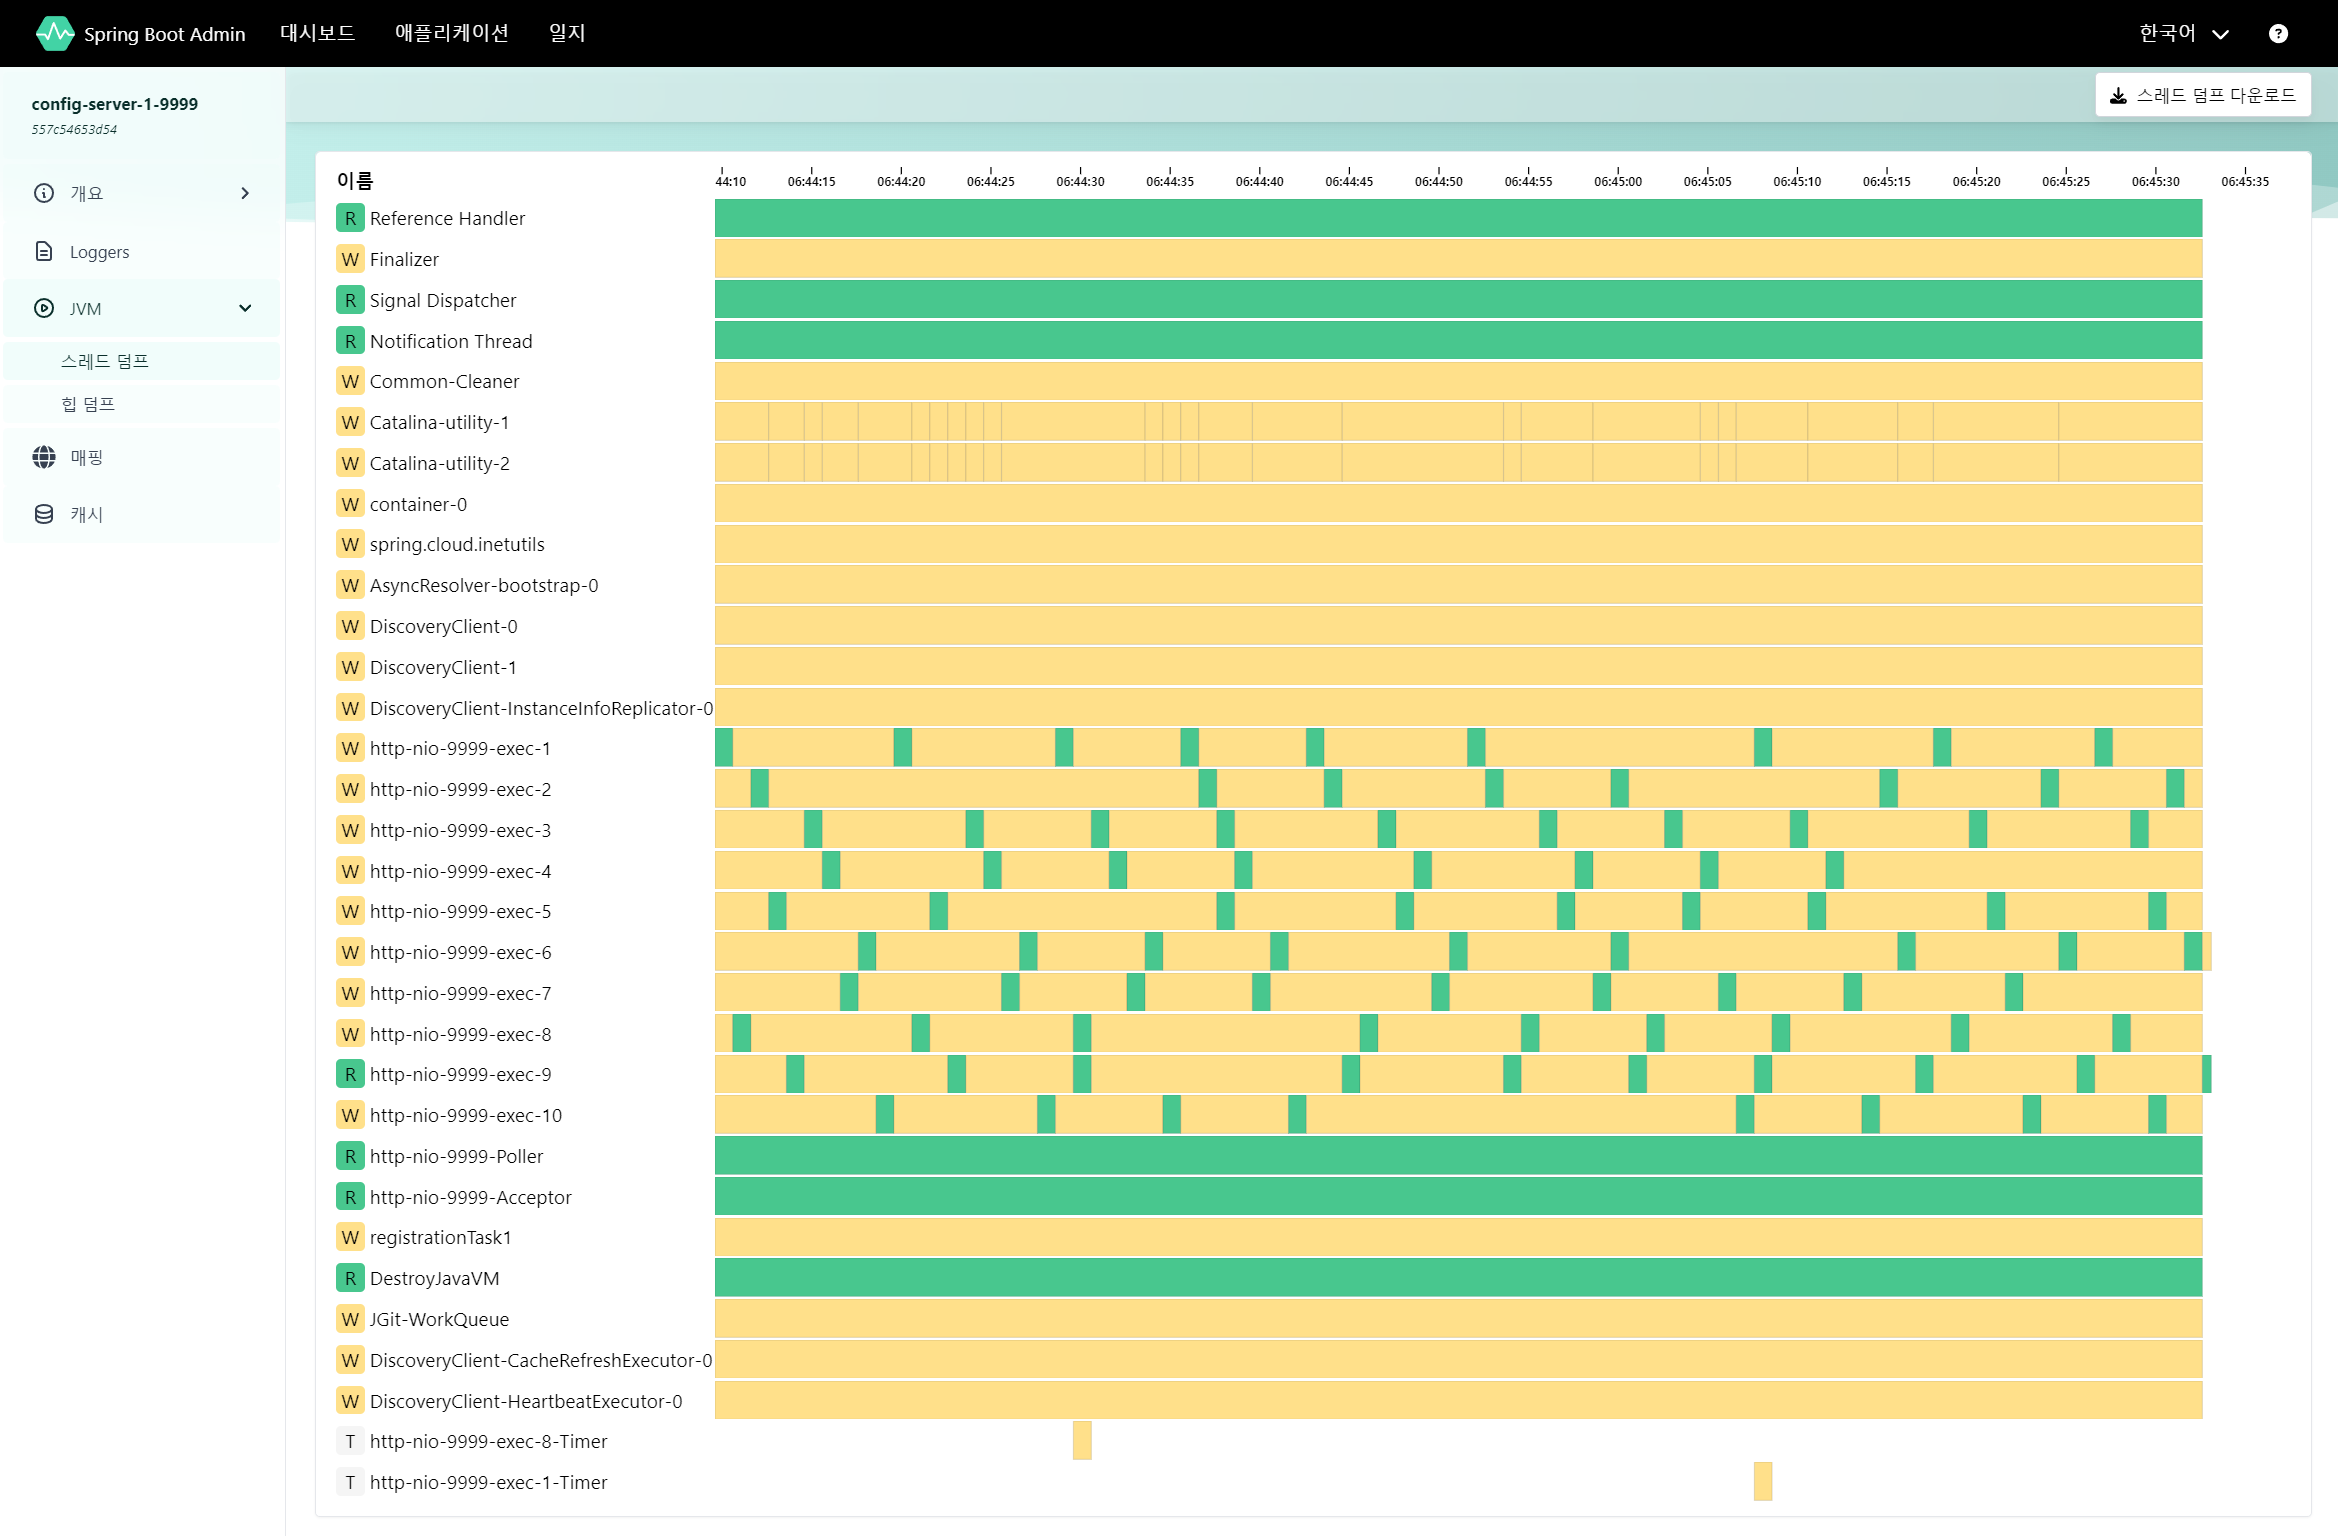 Spring Boot Admin 대시보드 애플리케이션 일지 한국어 ?
config-server-1-9999
557c54653d54
개요
Loggers
JVM
스레드 덤프
힙 덤프
매핑
캐시
스레드 덤프 다운로드
이름 44:10 06:44:15 06:44:20 06:44:25 06:44:30 06:44:35 06:44:40 06:44:45 06:44:50 06:44:55 06:45:00 06:45:05 06:45:10 06:45:15 06:45:20 06:45:25 06:45:30 06:45:35
R Reference Handler
W Finalizer
R Signal Dispatcher
R Notification Thread
W Common-Cleaner
W Catalina-utility-1
W Catalina-utility-2
W container-0
W spring.cloud.inetutils
W AsyncResolver-bootstrap-0
W DiscoveryClient-0
W DiscoveryClient-1
W DiscoveryClient-InstanceInfoReplicator-0
W http-nio-9999-exec-1
W http-nio-9999-exec-2
W http-nio-9999-exec-3
W http-nio-9999-exec-4
W http-nio-9999-exec-5
W http-nio-9999-exec-6
W http-nio-9999-exec-7
W http-nio-9999-exec-8
R http-nio-9999-exec-9
W http-nio-9999-exec-10
R http-nio-9999-Poller
R http-nio-9999-Acceptor
W registrationTask1
R DestroyJavaVM
W JGit-WorkQueue
W DiscoveryClient-CacheRefreshExecutor-0
W DiscoveryClient-HeartbeatExecutor-0
T http-nio-9999-exec-8-Timer
T http-nio-9999-exec-1-Timer